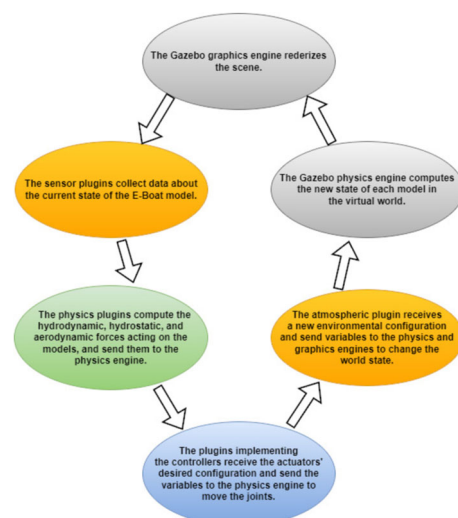 The Gazebo graphics engine rederizes
the scene.
The sensor plugins collect data about
the current state of the E-Boat model.
The Gazebo physics engine computes
the new state of each model in
the virtual world.
The physics plugins compute the
hydrodynamic, hydrostatic, and
aerodynamic forces acting on the
models, and send them to the
physics engine.
The atmospheric plugin receives
a new environmental configuration
and send variables to the physics and
graphics engines to change the
world state.
The plugins implementing
the controllers receive the actuators'
desired configuration and send the
variables to the physics engine to
move the joints.